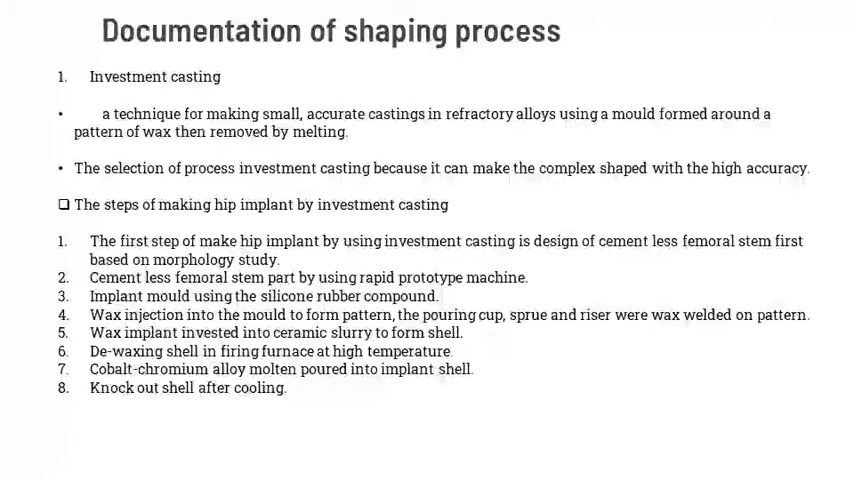 Documentation of shaping process
1. Investment casting
• a technique for making small, accurate castings in refractory alloys using a mould formed around a
pattern of wax then removed by melting.
• The selection of process investment casting because it can make the complex shaped with the high accuracy.
❑ The steps of making hip implant by investment casting
1. The first step of make hip implant by using investment casting is design of cement less femoral stem first
based on morphology study.
2. Cement less femoral stem part by using rapid prototype machine.
3. Implant mould using the silicone rubber compound.
4. Wax injection into the mould to form pattern, the pouring cup, sprue and riser were wax welded on pattern.
5. Wax implant invested into ceramic slurry to form shell.
6. De-waxing shell in firing furnace at high temperature.
7. Cobalt-chromium alloy molten poured into implant shell.
8. Knock out shell after cooling.